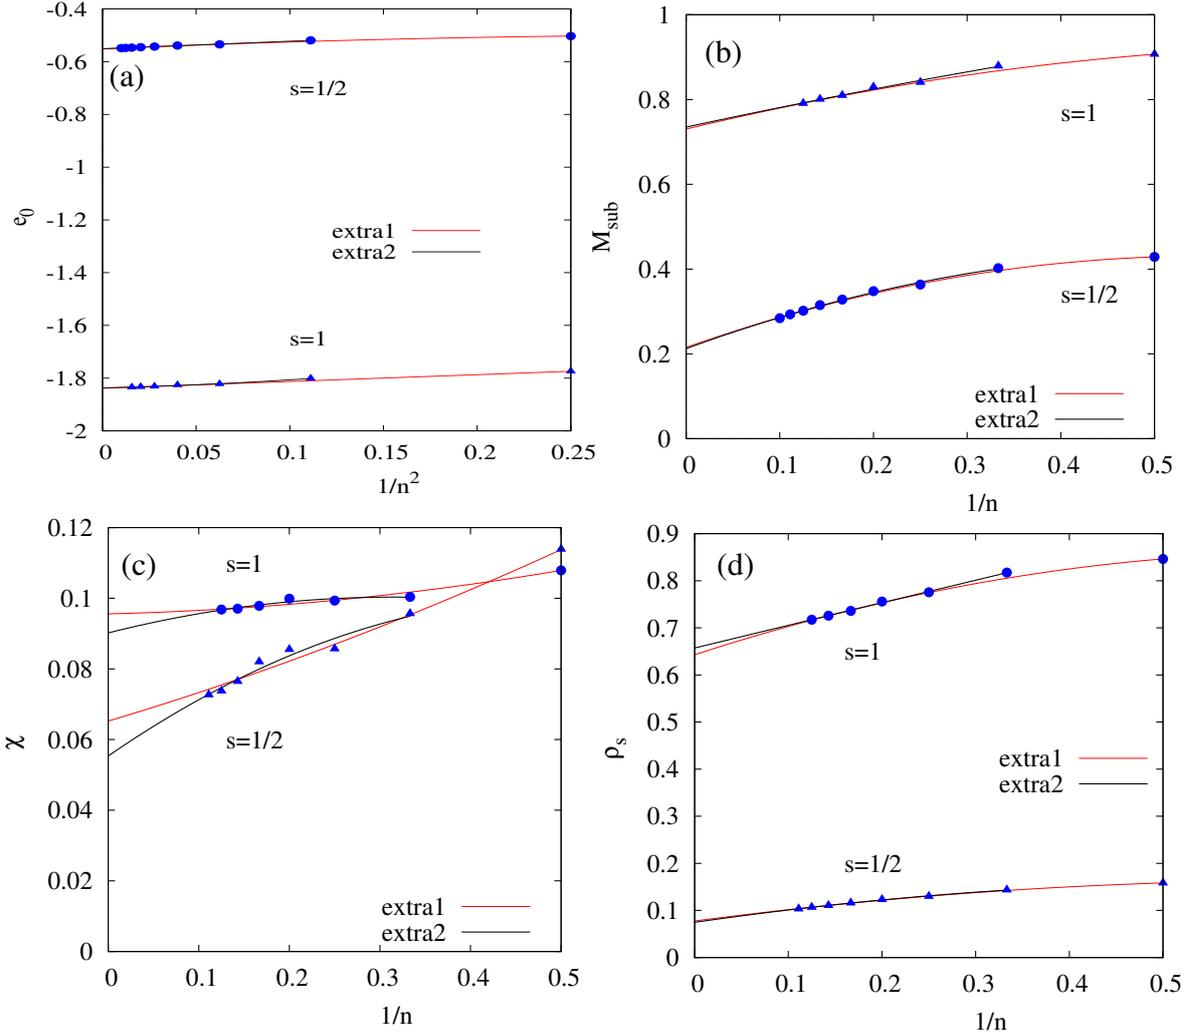 -0.4
-0.6
-0.8
-1
-1.2
-1.4
-1.6
-1.8
-2
0
0.05
0.1
0.15
0.2
0.25
e0
1/n2
(a)
s=1/2
extra1
extra2
s=1
1
0.8
0.6
0.4
0.2
0
0
0.1
0.2
0.3
0.4
0.5
Msub
1/n
(b)
s=1
s=1/2
extra1
extra2
0.12
0.1
0.08
0.06
0.04
0.02
0
0
0.1
0.2
0.3
0.4
0.5
χ
1/n
(c)
s=1
s=1/2
extra1
extra2
0.9
0.8
0.7
0.6
0.5
0.4
0.3
0.2
0.1
0
0
0.1
0.2
0.3
0.4
0.5
ρs
1/n
(d)
s=1
extra1
extra2
s=1/2